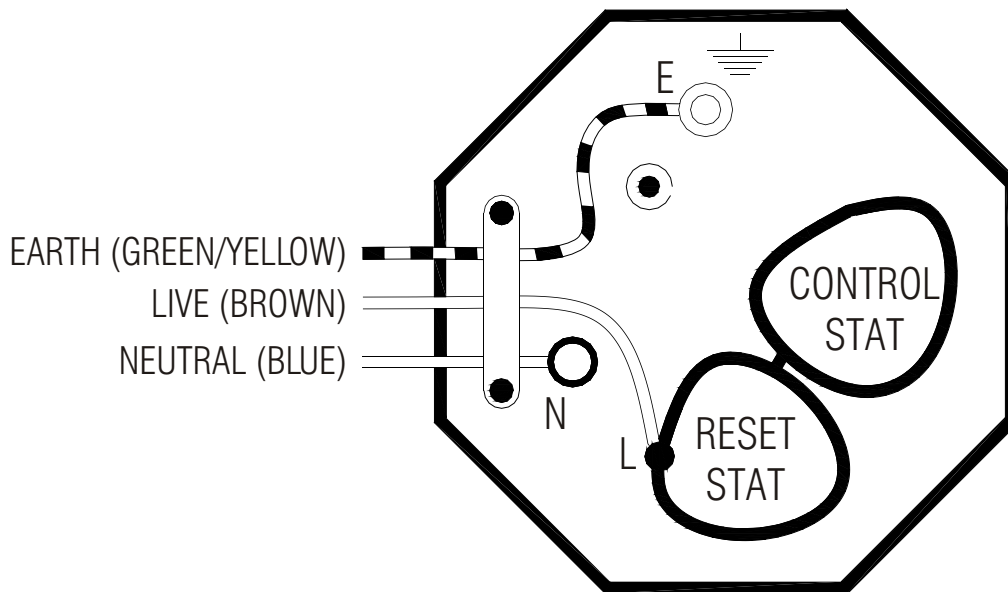 E
EARTH (GREEN/YELLOW)
LIVE (BROWN)
NEUTRAL (BLUE)
N
L
CONTROL
STAT
RESET
STAT